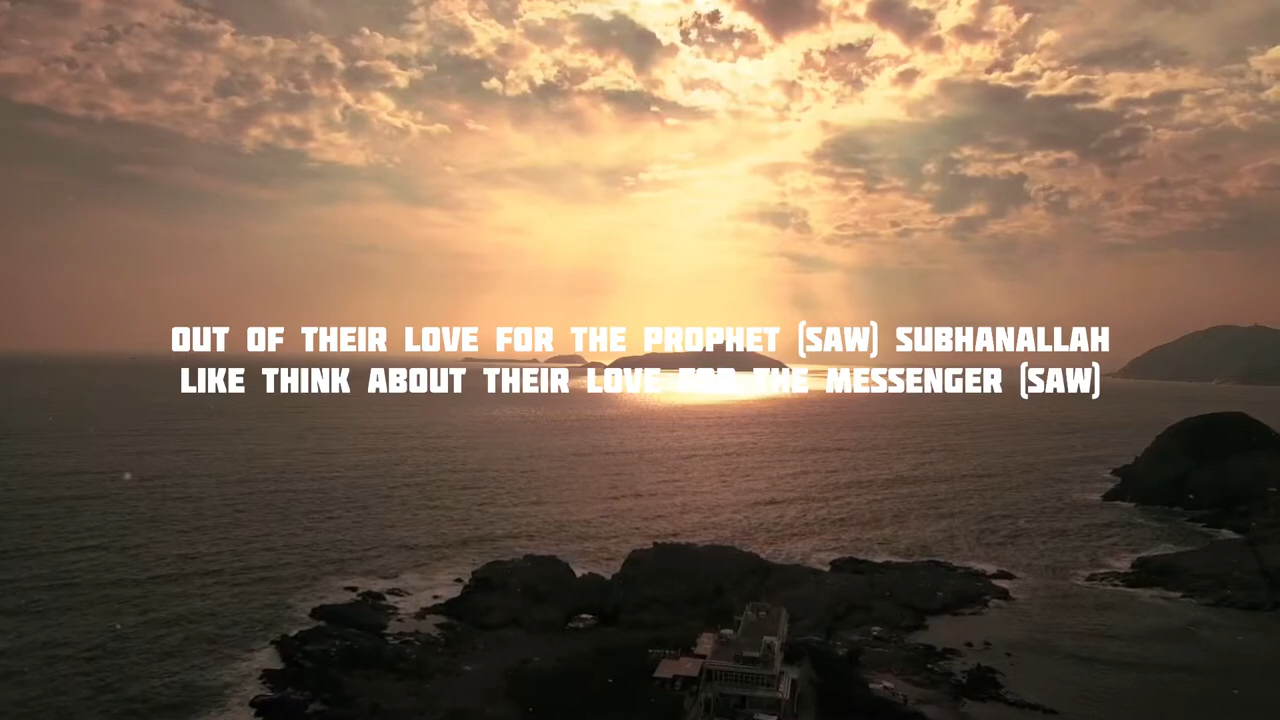 OUT OF THEIR LOVE FOR THE PROPHET (SAW) SUBHANALLAH
LIKE THINK ABOUT THEIR LOVE FOR THE MESSENGER (SAW)